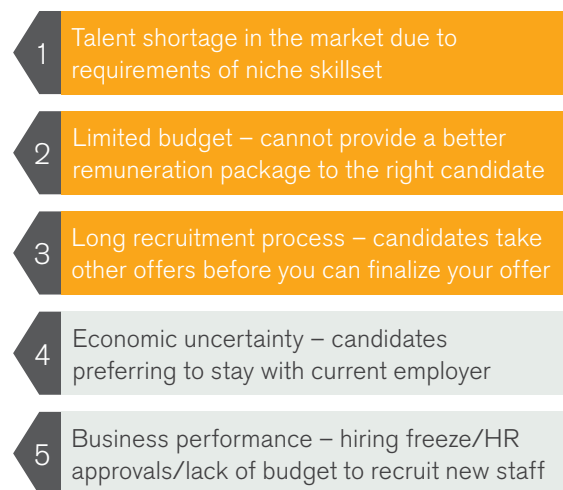 1
Talent shortage in the market due to
requirements of niche skillset
2
Limited budget – cannot provide a better
remuneration package to the right candidate
3
Long recruitment process – candidates take
other offers before you can finalize your offer
4
Economic uncertainty – candidates
preferring to stay with current employer
5
Business performance – hiring freeze/HR
approvals/lack of budget to recruit new staff